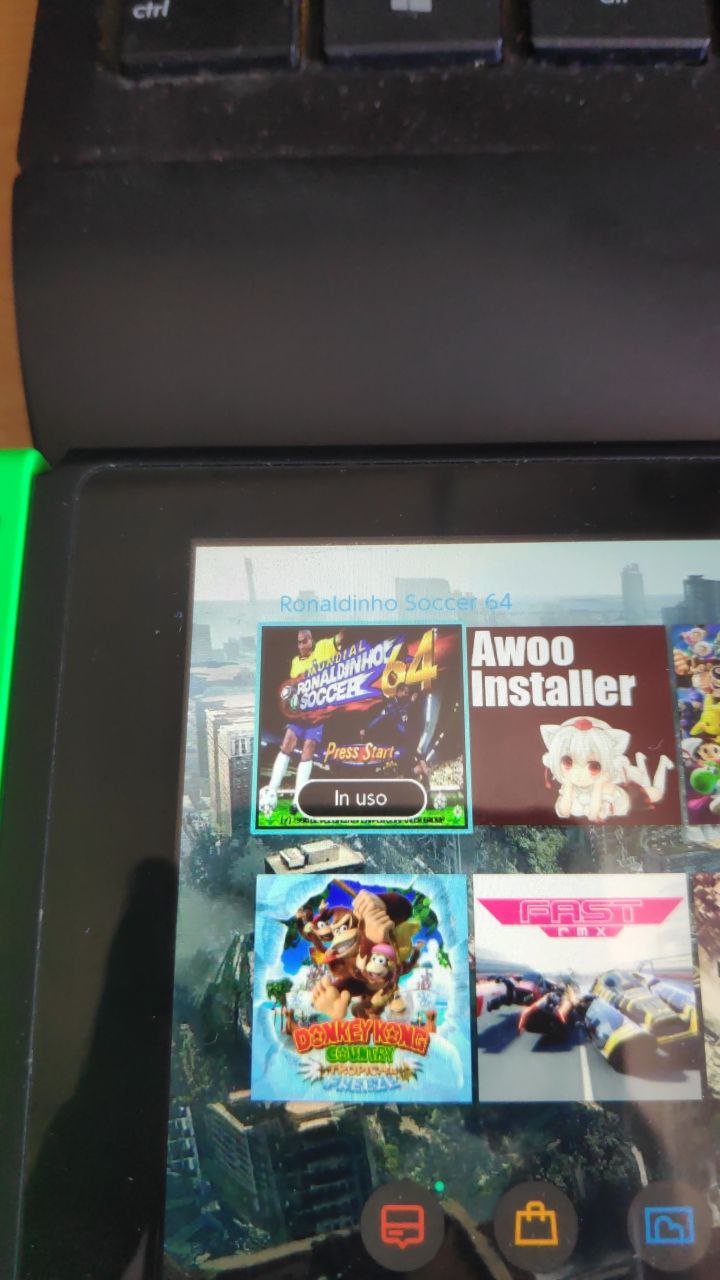 ctrl
Ronaldinho Soccer 64
MUNDIAL
RONALDINHO
SOCCER 64
Press Start
In uso
Awoo
Installer
DONKEY KONG
COUNTRY
TROPICAL
FREEZE
FAST
rmx